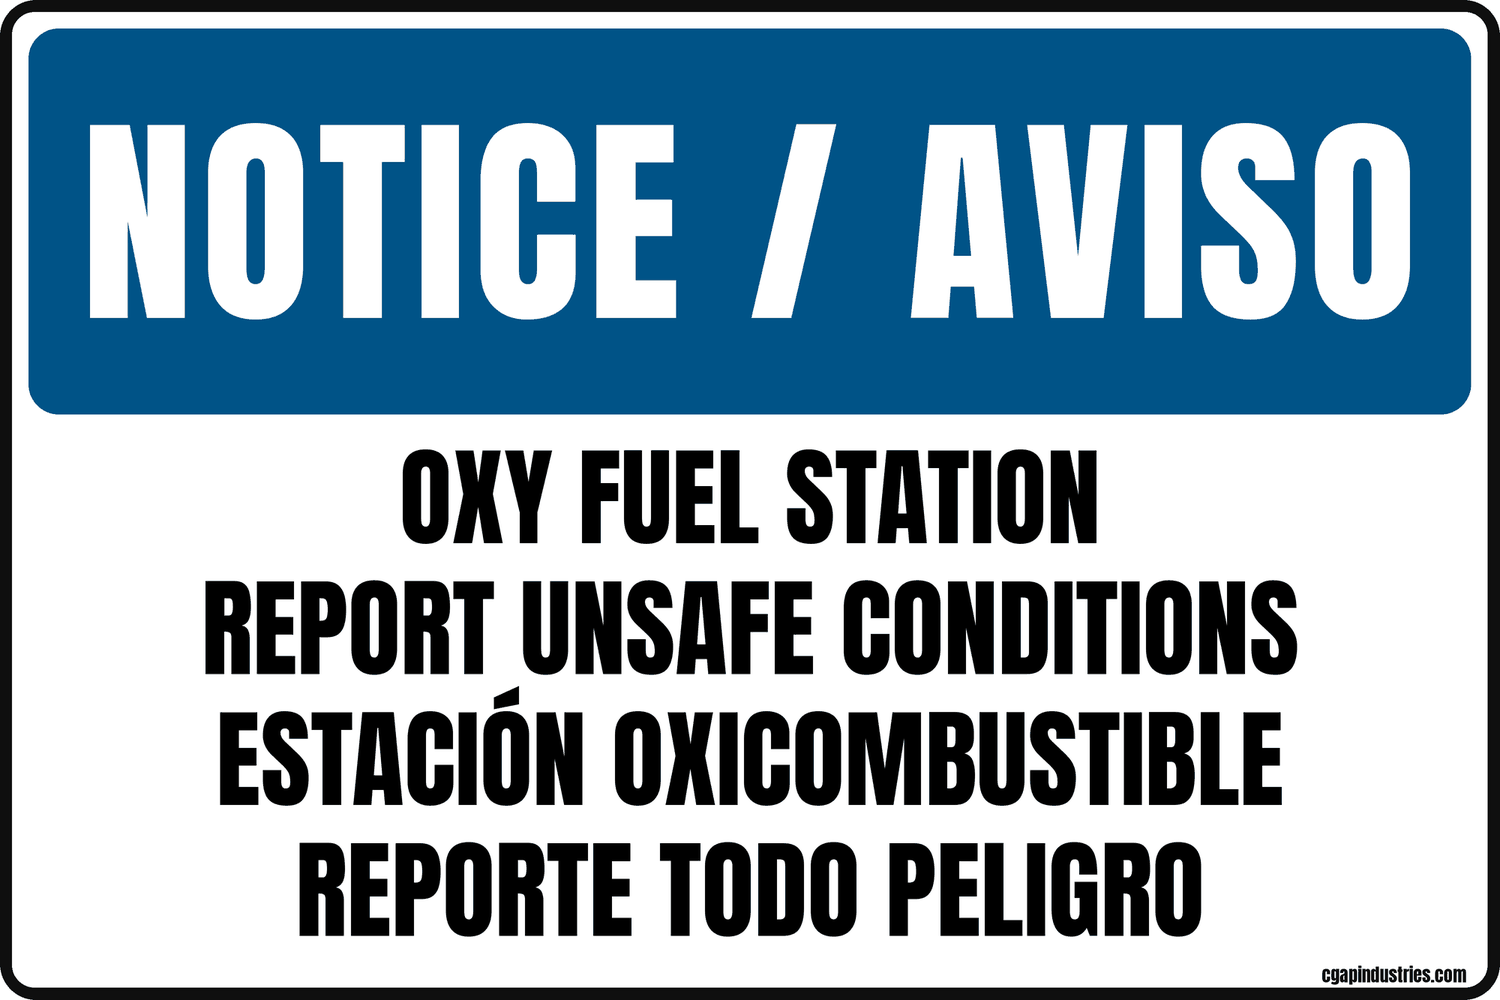 NOTICE / AVISO
OXY FUEL STATION
REPORT UNSAFE CONDITIONS
ESTACIÓN OXICOMBUSTIBLE
REPORTE TODO PELIGRO
cgapindustries.com